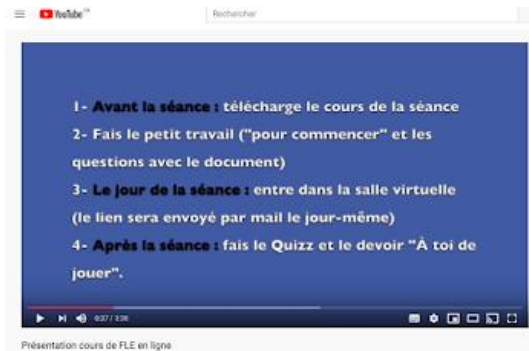 YouTube
Rechercher
1- Avant la séance : télécharge le cours de la séance
2- Fais le petit travail ("pour commencer" et les
questions avec le document)
3- Le jour de la séance : entre dans la salle virtuelle
(le lien sera envoyé par mail le jour-même)
4- Après la séance : fais le Quizz et le devoir "À toi de
jouer".
Présentation cours de FLE en ligne